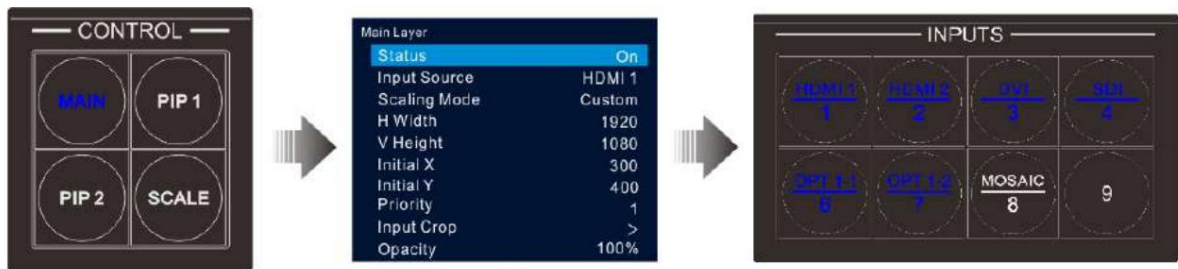 CONTROL
MAIN
PIP 1
PIP 2
SCALE
Main Layer
Status On
Input Source HDMI 1
Scaling Mode Custom
H Width 1920
V Height 1080
Initial X 300
Initial Y 400
Priority 1
Input Crop >
Opacity 100%
INPUTS
HDMI 1
1
HDMI 2
2
DVI
3
SDI
4
OPT 1-1
6
OPT 1-2
7
MOSAIC
8
9